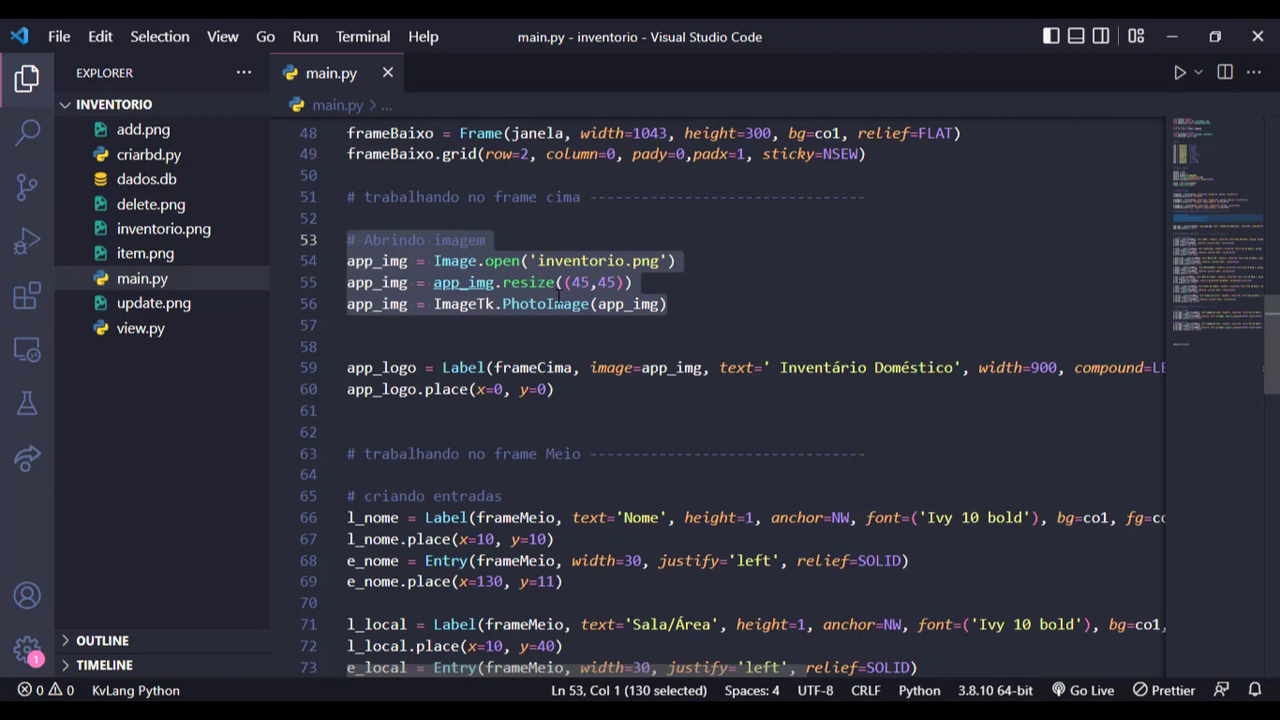 File Edit Selection View Go Run Terminal Help main.py - inventorio - Visual Studio Code
EXPLORER
main.py
INVENTORIO
main.py > ...
add.png
criarbd.py
dados.db
delete.png
inventorio.png
item.png
main.py
update.png
view.py
OUTLINE
TIMELINE
48 frameBaixo = Frame(janela, width=1043, height=300, bg=co1, relief=FLAT)
49 frameBaixo.grid(row=2, column=0, pady=0,padx=1, sticky=NSEW)
50
51 # trabalhando no frame cima -------------------------------
52
53 # Abrindo imagem
54 app_img = Image.open('inventorio.png')
55 app_img = app_img.resize((45,45))
56 app_img = ImageTk.PhotoImage(app_img)
57
58
59 app_logo = Label(frameCima, image=app_img, text=' Inventário Doméstico', width=900, compound=LE
60 app_logo.place(x=0, y=0)
61
62
63 # trabalhando no frame Meio -------------------------------
64
65 # criando entradas
66 l_nome = Label(frameMeio, text='Nome', height=1, anchor=NW, font=('Ivy 10 bold'), bg=co1, fg=co
67 l_nome.place(x=10, y=10)
68 e_nome = Entry(frameMeio, width=30, justify='left', relief=SOLID)
69 e_nome.place(x=130, y=11)
70
71 l_local = Label(frameMeio, text='Sala/Área', height=1, anchor=NW, font=('Ivy 10 bold'), bg=co1,
72 l_local.place(x=10, y=40)
73 e_local = Entry(frameMeio, width=30, justify='left', relief=SOLID)
1
0 0 KvLang Python Ln 53, Col 1 (130 selected) Spaces: 4 UTF-8 CRLF Python 3.8.10 64-bit Go Live Prettier